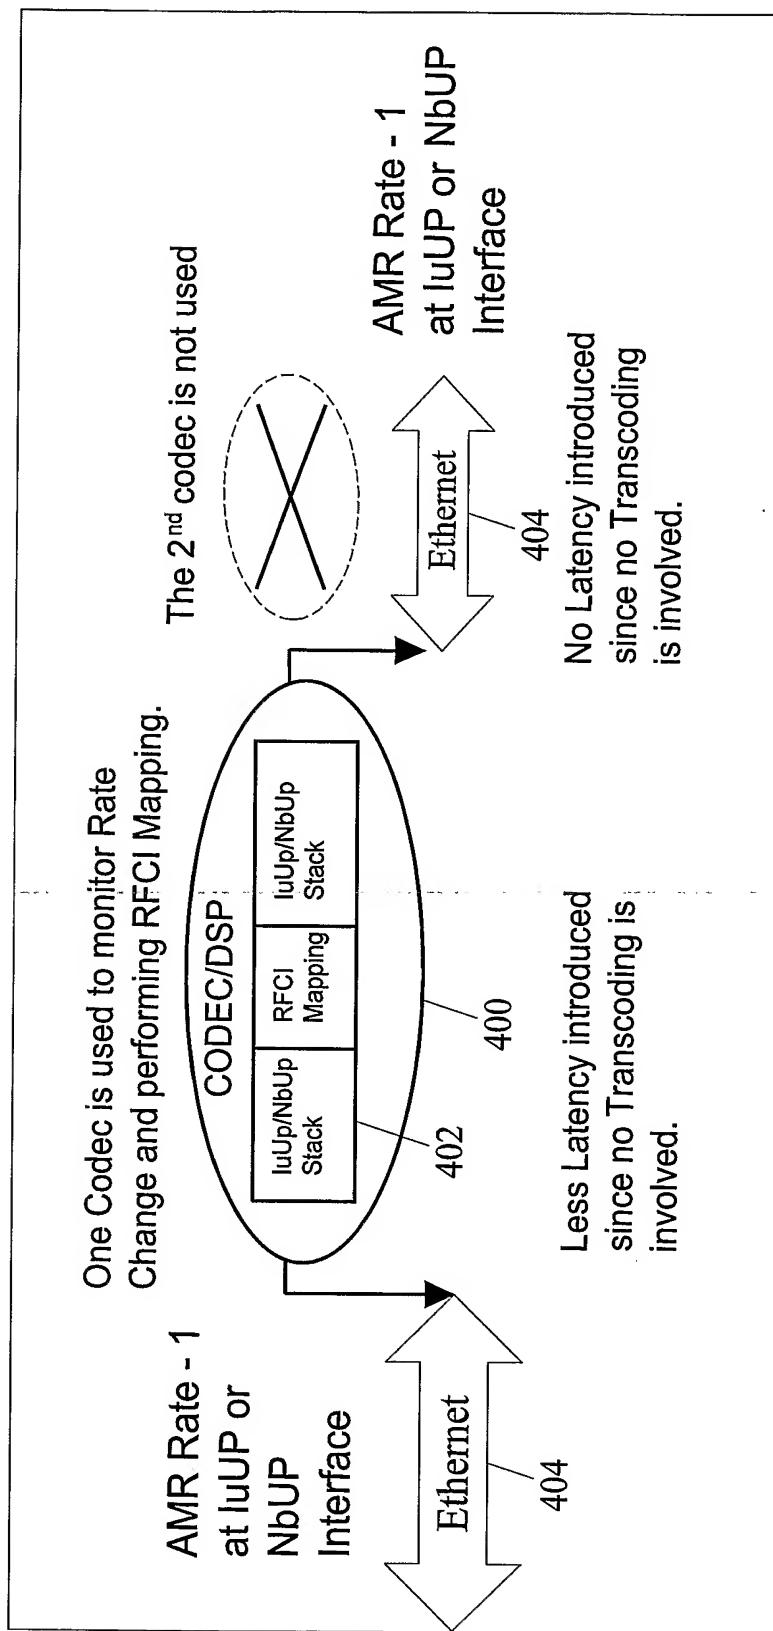 One Codec is used to monitor Rate
Change and performing RFCI Mapping.
The 2nd codec is not used
AMR Rate - 1
at IuUP or
NbUP
Interface
CODEC/DSP
IuUp/NbUp
Stack
RFCI
Mapping
IuUp/NbUp
Stack
AMR Rate - 1
at IuUP or NbUP
Interface
Ethernet
404
402
400
Ethernet
404
Less Latency introduced
since no Transcoding is
involved.
No Latency introduced
since no Transcoding
is involved.